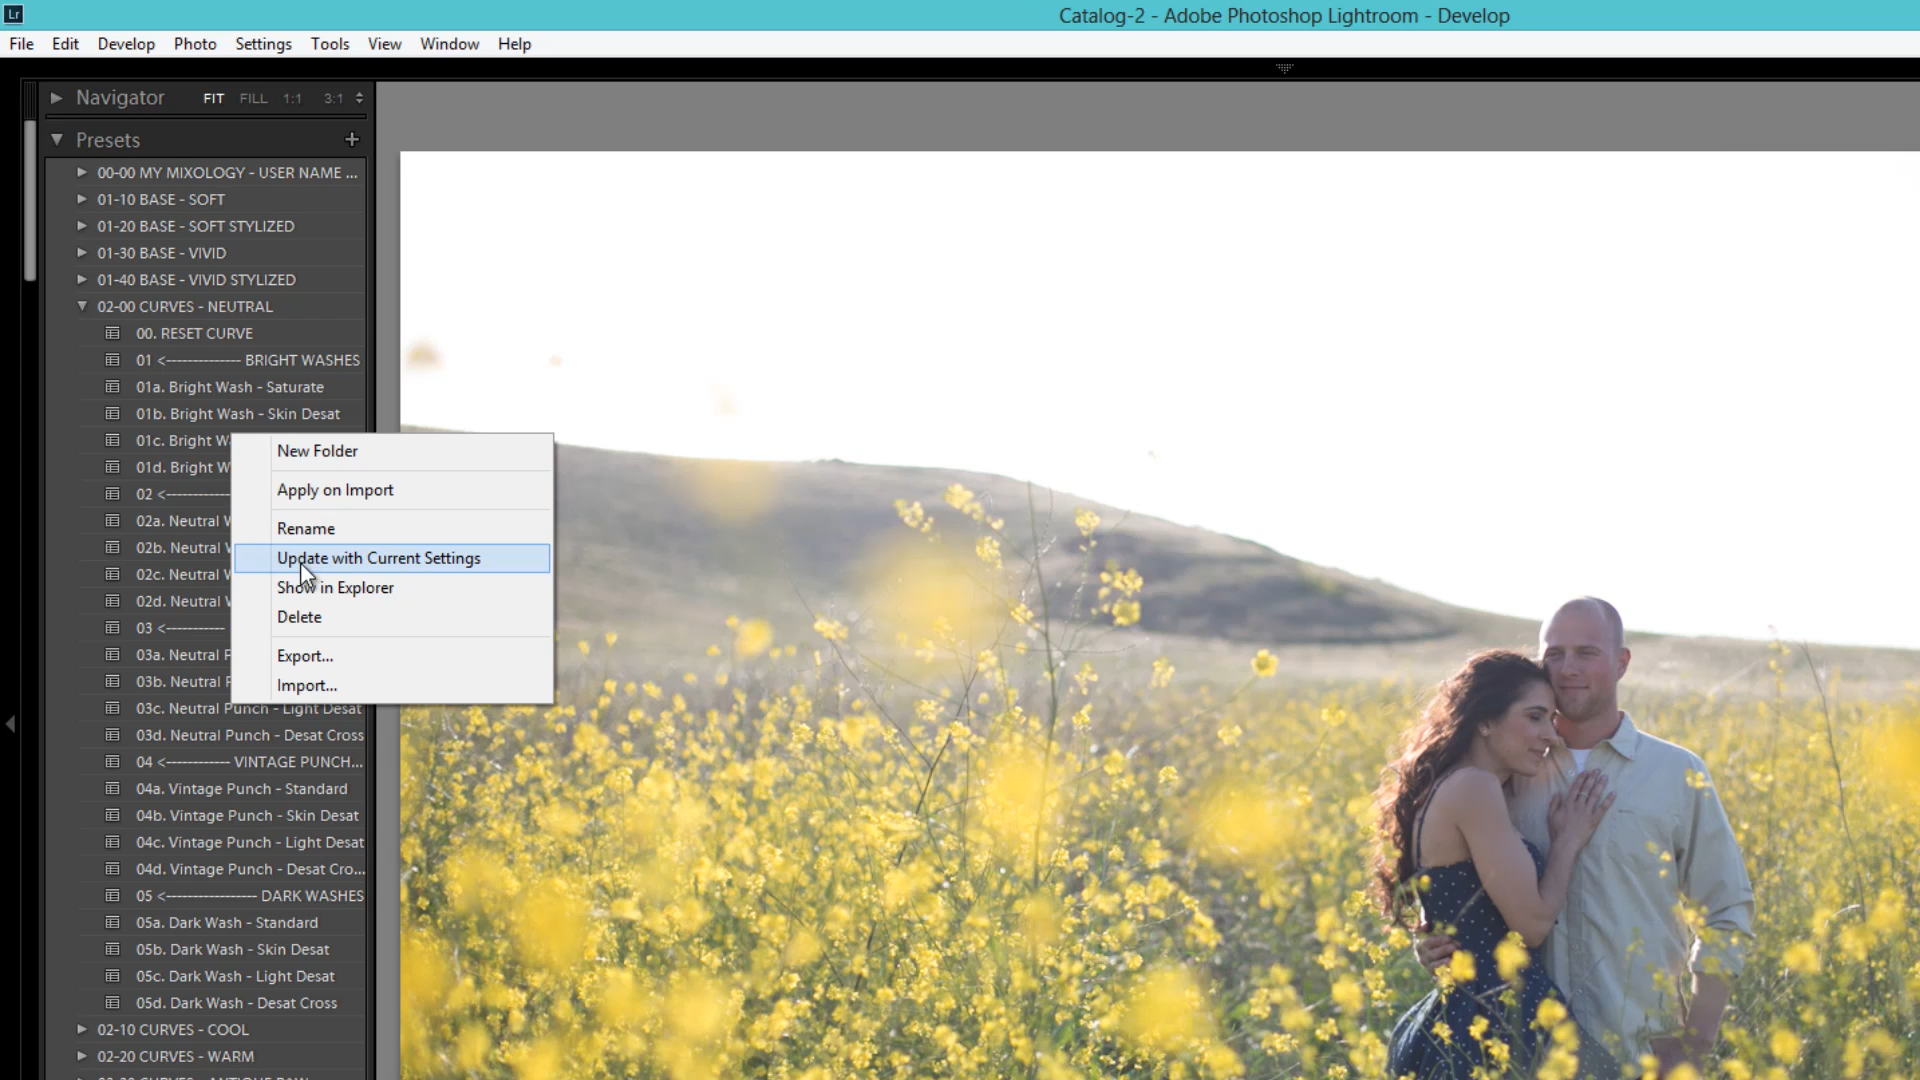 Lr
Catalog-2 - Adobe Photoshop Lightroom - Develop
File Edit Develop Photo Settings Tools View Window Help
Navigator FIT FILL 1:1 3:1
Presets +
00-00 MY MIXOLOGY - USER NAME ...
01-10 BASE - SOFT
01-20 BASE - SOFT STYLIZED
01-30 BASE - VIVID
01-40 BASE - VIVID STYLIZED
02-00 CURVES - NEUTRAL
00. RESET CURVE
01 <-------------- BRIGHT WASHES
01a. Bright Wash - Saturate
01b. Bright Wash - Skin Desat
01c. Bright W
01d. Bright W
02 <------------
02a. Neutral W
02b. Neutral
02c. Neutral
02d. Neutral
03 <-----------
03a. Neutral P
03b. Neutral
03c. Neutral Punch - Light Desat
03d. Neutral Punch - Desat Cross
04 <------------ VINTAGE PUNCH...
04a. Vintage Punch - Standard
04b. Vintage Punch - Skin Desat
04c. Vintage Punch - Light Desat
04d. Vintage Punch - Desat Cro...
05 <----------------- DARK WASHES
05a. Dark Wash - Standard
05b. Dark Wash - Skin Desat
05c. Dark Wash - Light Desat
05d. Dark Wash - Desat Cross
02-10 CURVES - COOL
02-20 CURVES - WARM
New Folder
Apply on Import
Rename
Update with Current Settings
Show in Explorer
Delete
Export...
Import...